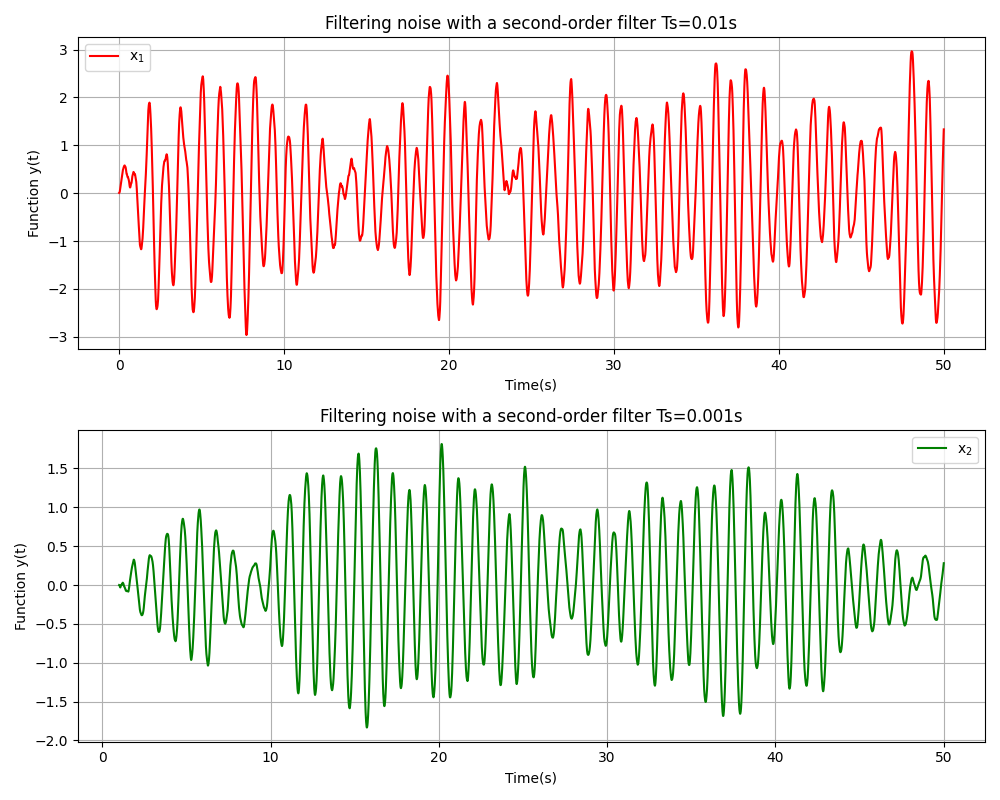 Filtering noise with a second-order filter Ts=0.01s
x₁
Function y(t)
3
2
1
0
−1
−2
−3
0 10 20 30 40 50
Time(s)
Filtering noise with a second-order filter Ts=0.001s
x₂
Function y(t)
1.5
1.0
0.5
0.0
−0.5
−1.0
−1.5
−2.0
0 10 20 30 40 50
Time(s)